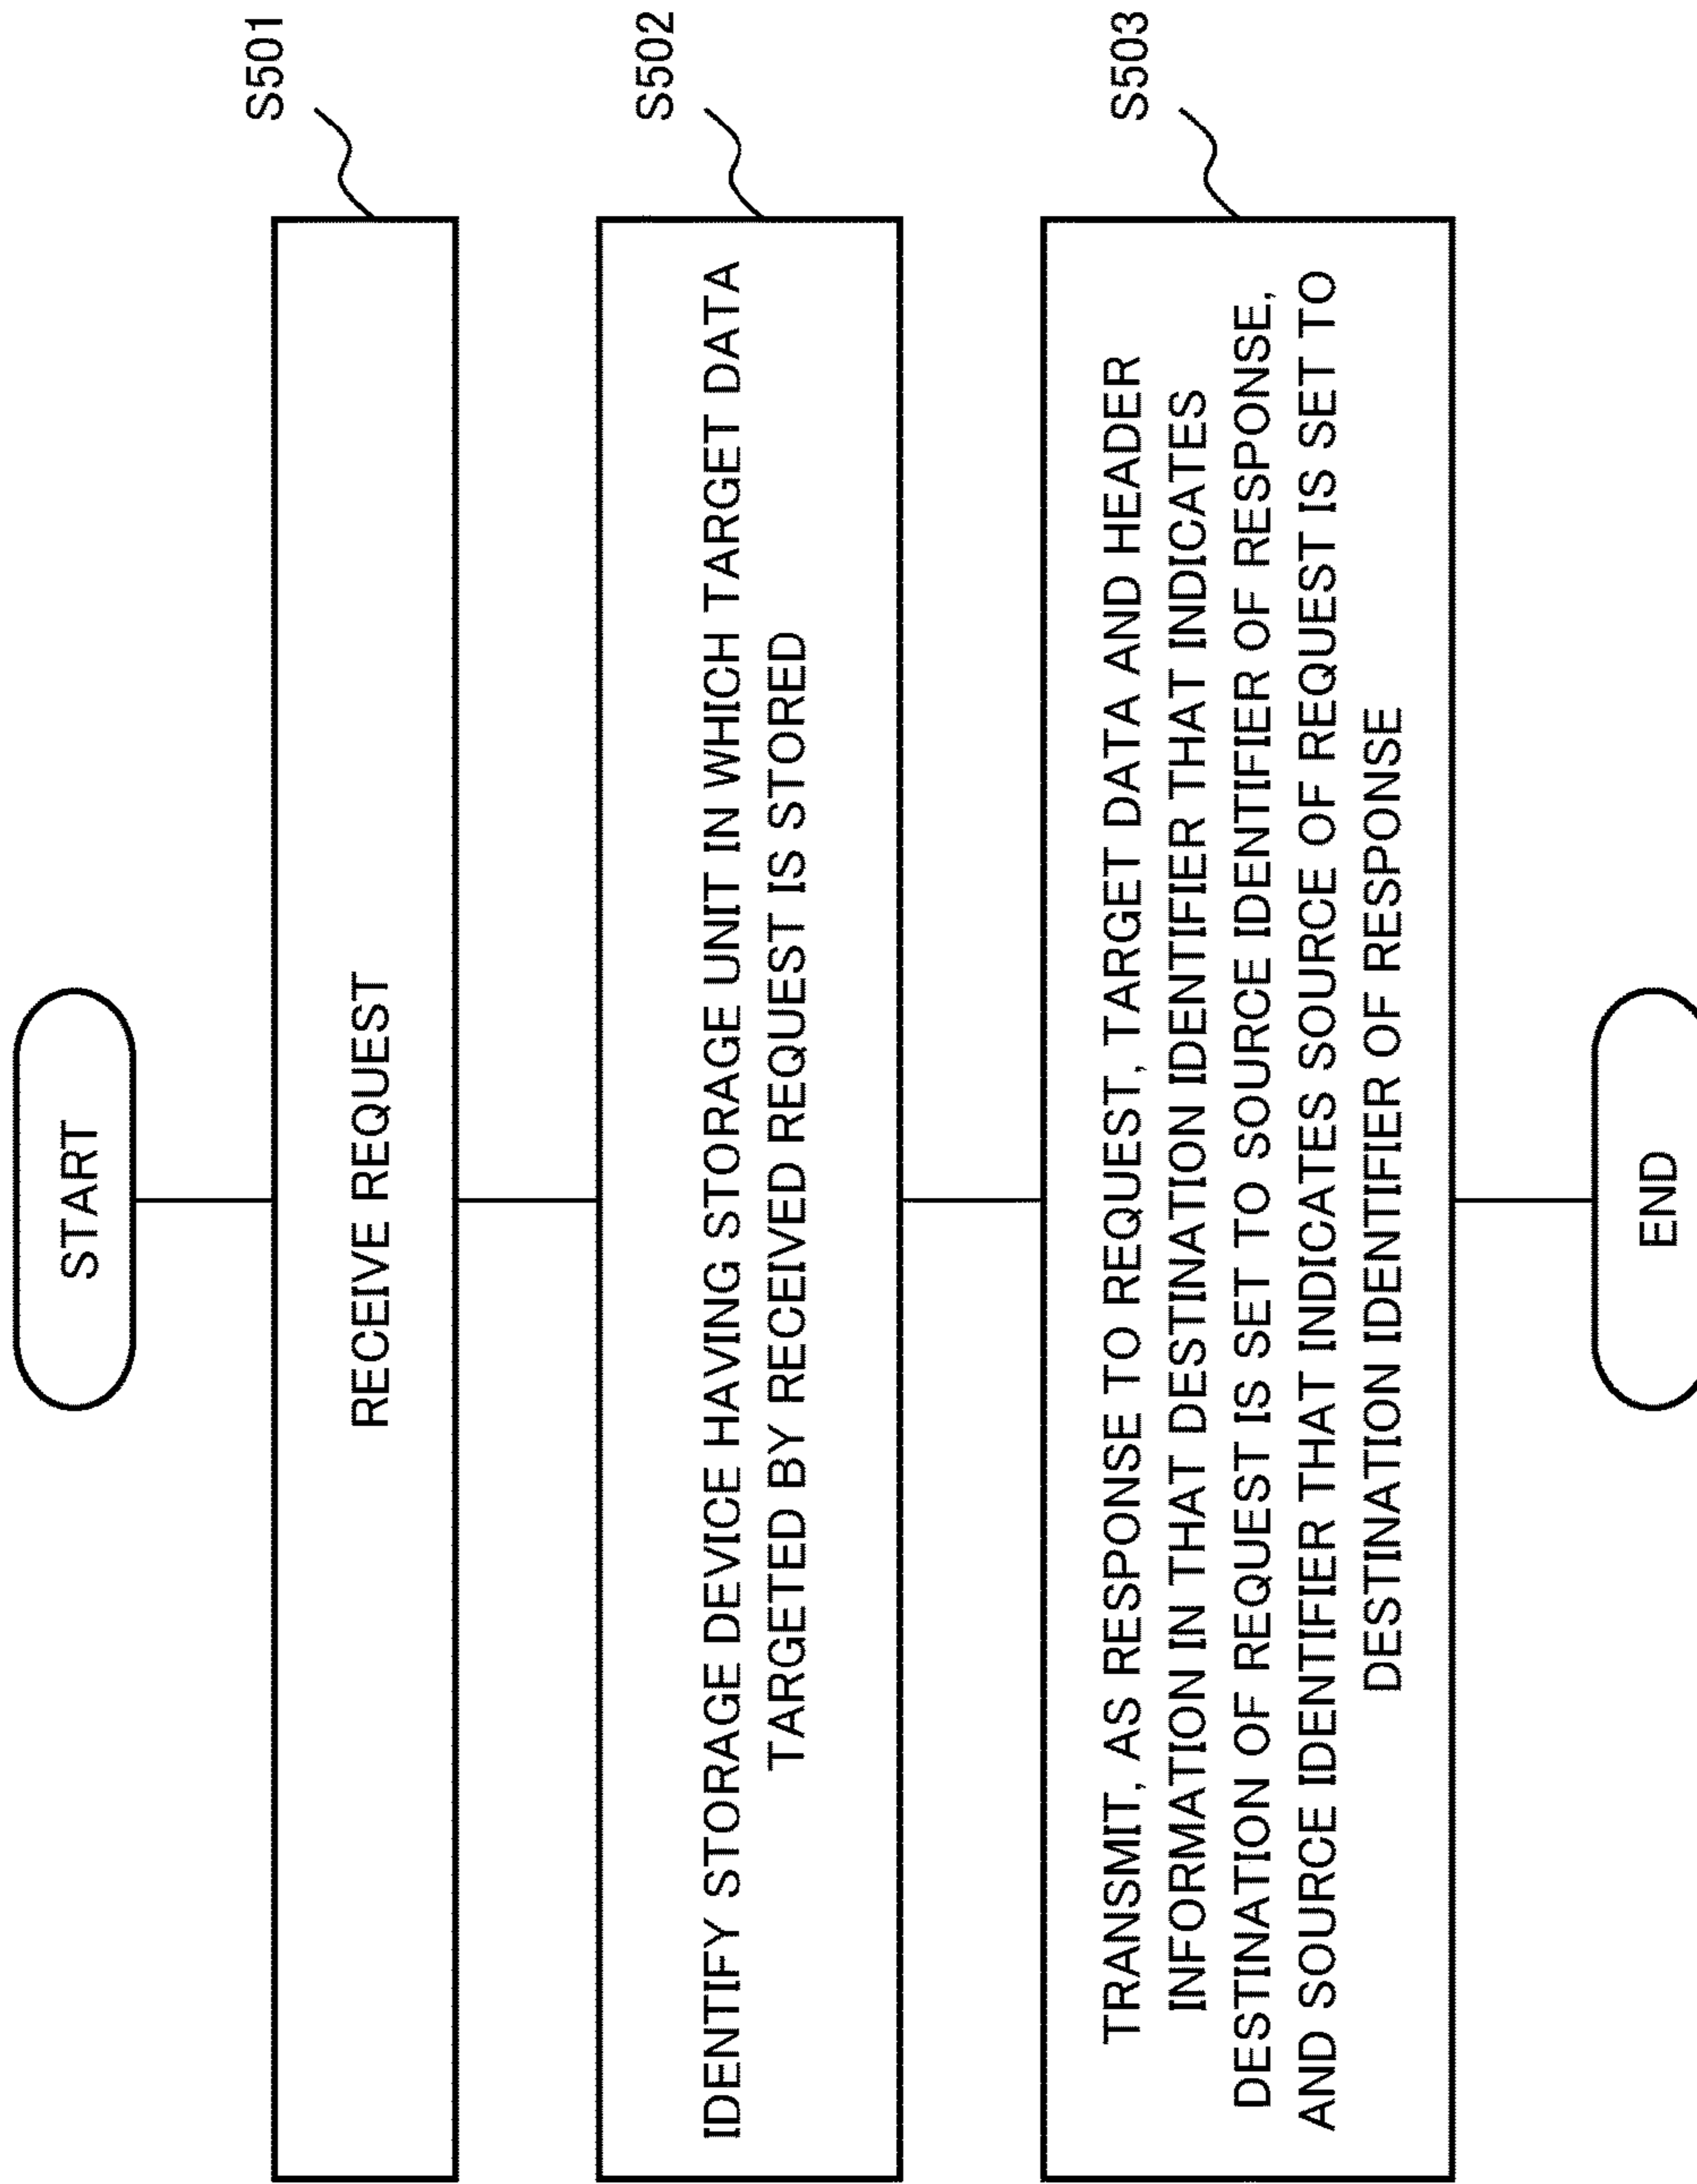 START
S501
RECEIVE REQUEST
S502
IDENTIFY STORAGE DEVICE HAVING STORAGE UNIT IN WHICH TARGET DATA
TARGETED BY RECEIVED REQUEST IS STORED
S503
TRANSMIT, AS RESPONSE TO REQUEST, TARGET DATA AND HEADER
INFORMATION IN THAT DESTINATION IDENTIFIER THAT INDICATES
DESTINATION OF REQUEST IS SET TO SOURCE IDENTIFIER OF RESPONSE,
AND SOURCE IDENTIFIER THAT INDICATES SOURCE OF REQUEST IS SET TO
DESTINATION IDENTIFIER OF RESPONSE
END